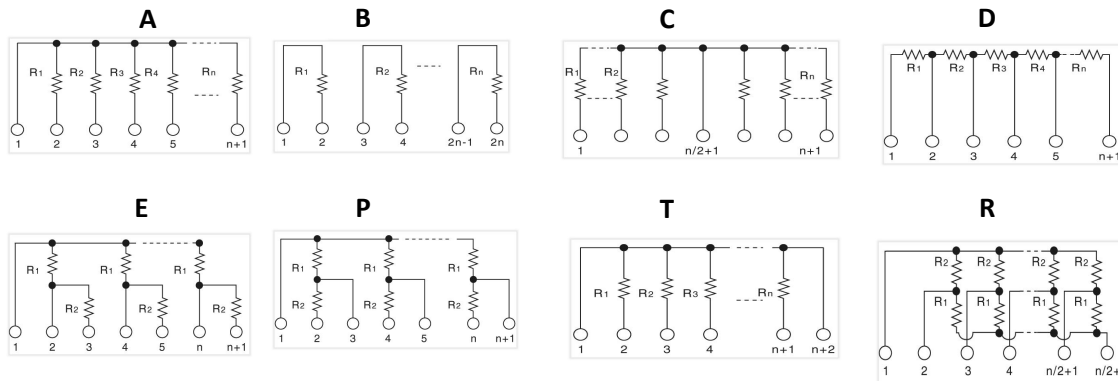 A B C D
R1 R2 R3 R4 Rn
1 2 3 4 5 n+1
R1 R2 Rn
1 2 3 4 2n-1 2n
R1 R2 Rn
1 n/2+1 n+1
R1 R2 R3 R4 Rn
1 2 3 4 5 n+1
E P T R
R1 R1 R1
R2 R2 R2
1 2 3 4 5 n n+1
R1 R1 R1
R2 R2 R2
1 2 3 4 5 n n+1
R1 R2 R3 Rn
1 2 3 4 n+1 n+2
R2 R2 R2 R2
R1 R1 R1 R1
1 2 3 4 n/2+1